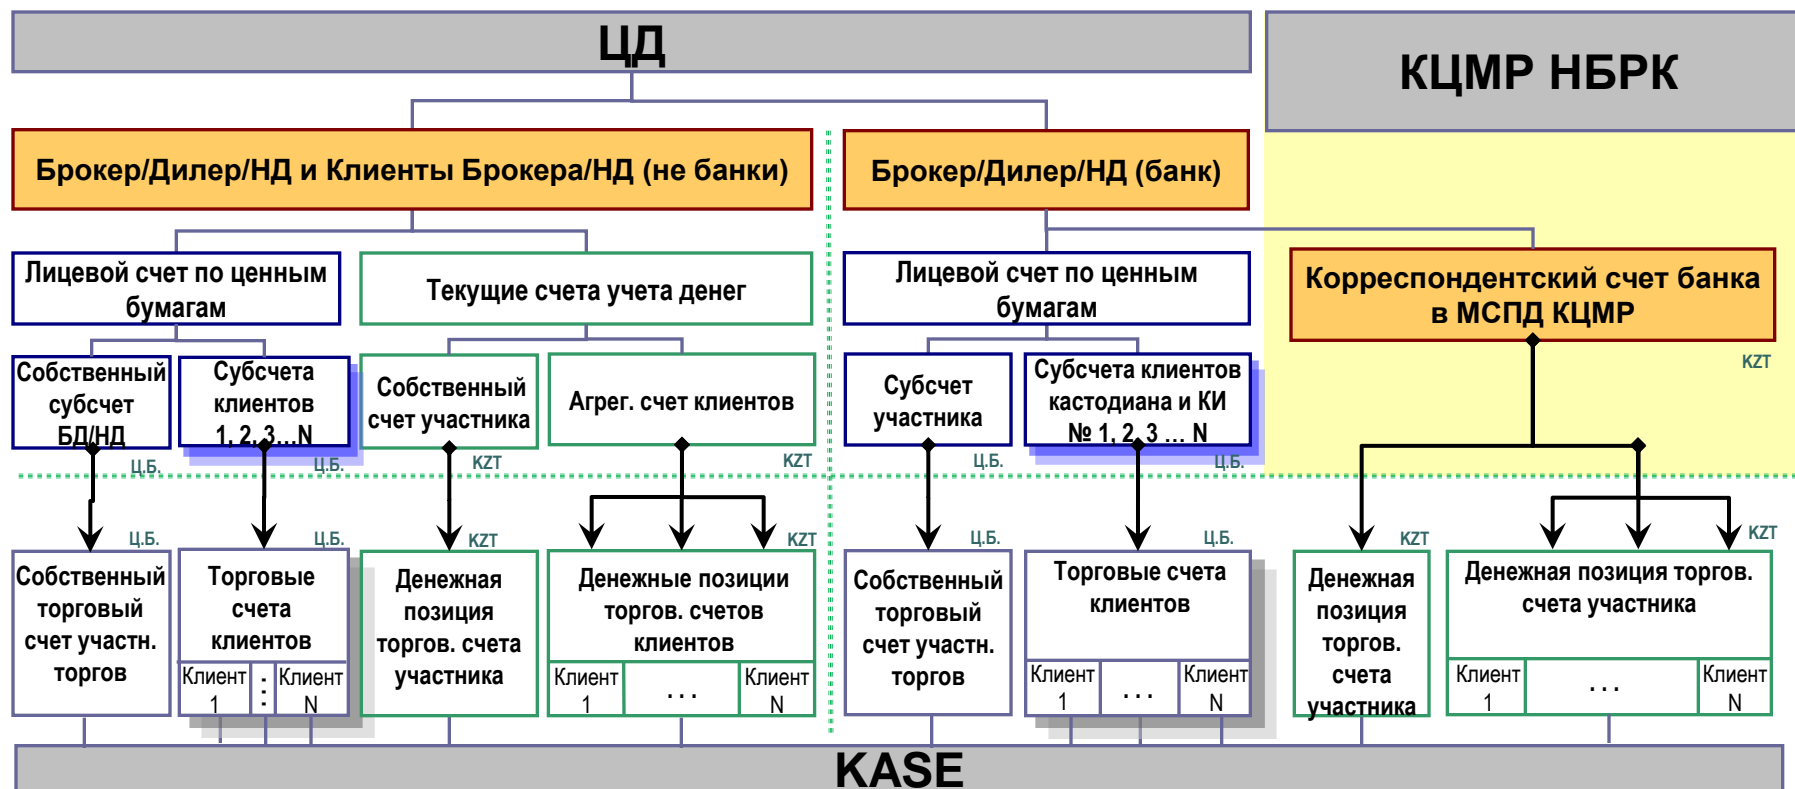 ЦД
КЦМР НБРК
Брокер/Дилер/НД и Клиенты Брокера/НД (не банки)
Брокер/Дилер/НД (банк)
Лицевой счет по ценным
бумагам
Текущие счета учета денег
Лицевой счет по ценным
бумагам
Корреспондентский счет банка
в МСПД КЦМР
KZT
Собственный
субсчет
БД/НД
Ц.Б.
Субсчета
клиентов
1, 2, 3…N
Ц.Б.
Собственный
счет участника
KZT
Агрег. счет клиентов
KZT
Субсчет
участника
Ц.Б.
Субсчета клиентов
кастодиана и КИ
№ 1, 2, 3 … N
Ц.Б.
Ц.Б.
Собственный
торговый
счет участн.
торгов
Ц.Б.
Торговые
счета
клиентов
Клиент
1
...
Клиент
N
KZT
Денежная
позиция
торгов. счета
участника
KZT
Денежные позиции
торгов. счетов
клиентов
Клиент
1
...
Клиент
N
Ц.Б.
Собственный
торговый
счет участн.
торгов
Ц.Б.
Торговые счета
клиентов
Клиент
1
...
Клиент
N
KZT
Денежная
позиция
торгов.
счета
участника
KZT
Денежная позиция торгов.
счета участника
Клиент
1
...
Клиент
N
KASE